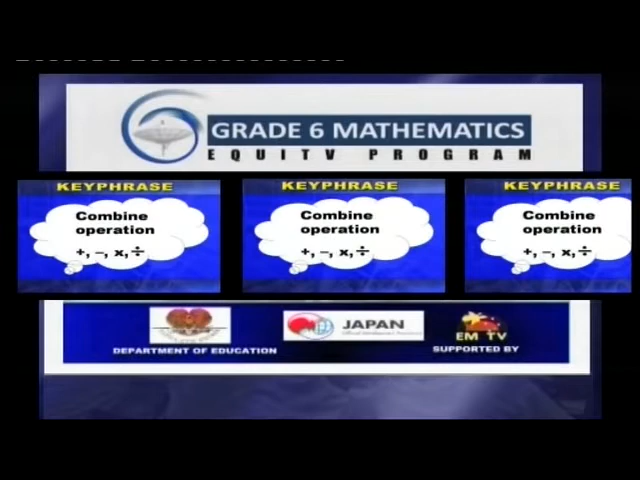 GRADE 6 MATHEMATICS
EQUITV PROGRAM
KEYPHRASE
Combine
operation
+, −, x, ÷
KEYPHRASE
Combine
operation
+, −, x, ÷
KEYPHRASE
Combine
operation
+, −, x, ÷
JAPAN
EM TV
DEPARTMENT OF EDUCATION
SUPPORTED BY